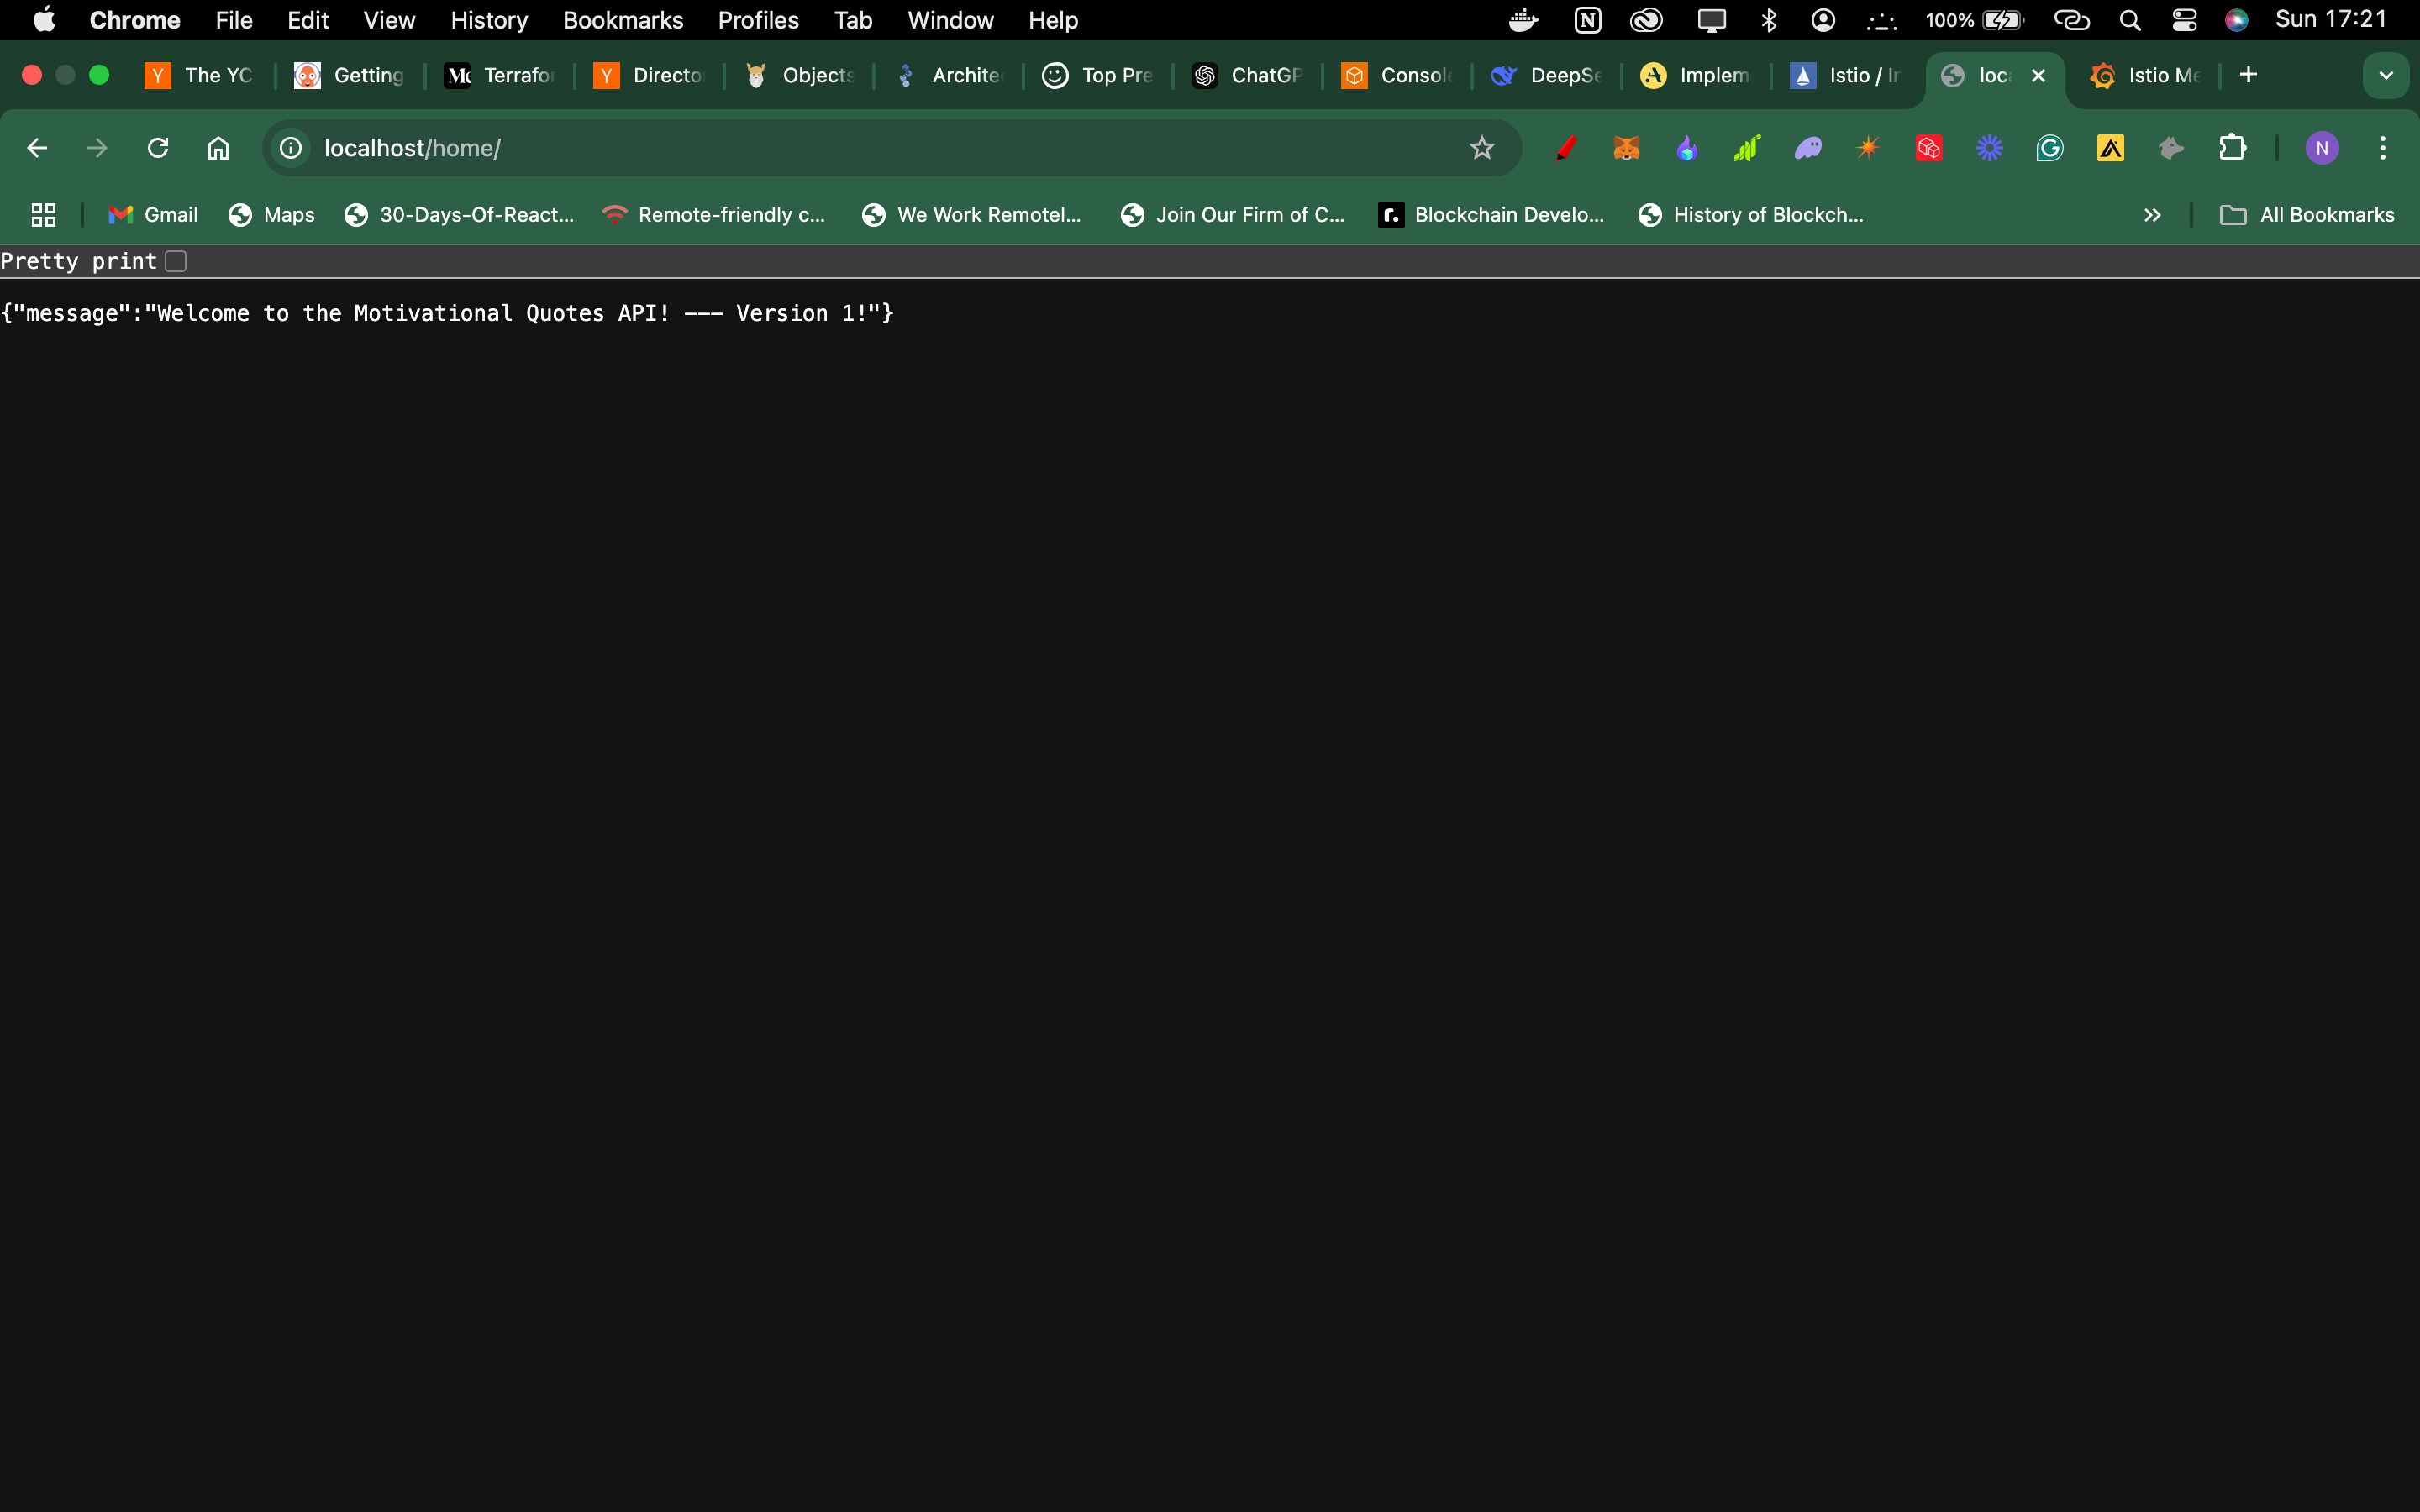 Chrome File Edit View History Bookmarks Profiles Tab Window Help 100% Sun 17:21
The YC Getting Terrafor Directo Objects Archite Top Pre ChatGP Console DeepSe Implem Istio / In loca Istio Me
localhost/home/ N
Gmail Maps 30-Days-Of-React... Remote-friendly c... We Work Remotel... Join Our Firm of C... r. Blockchain Develo... History of Blockch... All Bookmarks
Pretty print
{"message":"Welcome to the Motivational Quotes API! --- Version 1!"}